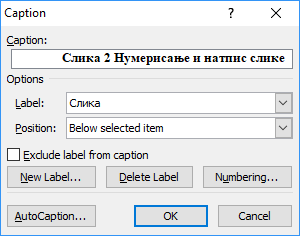 Caption
Caption:
Слика 2 Нумерисање и натпис слике
Options
Label: Слика
Position: Below selected item
Exclude label from caption
New Label... Delete Label Numbering...
AutoCaption... OK Cancel